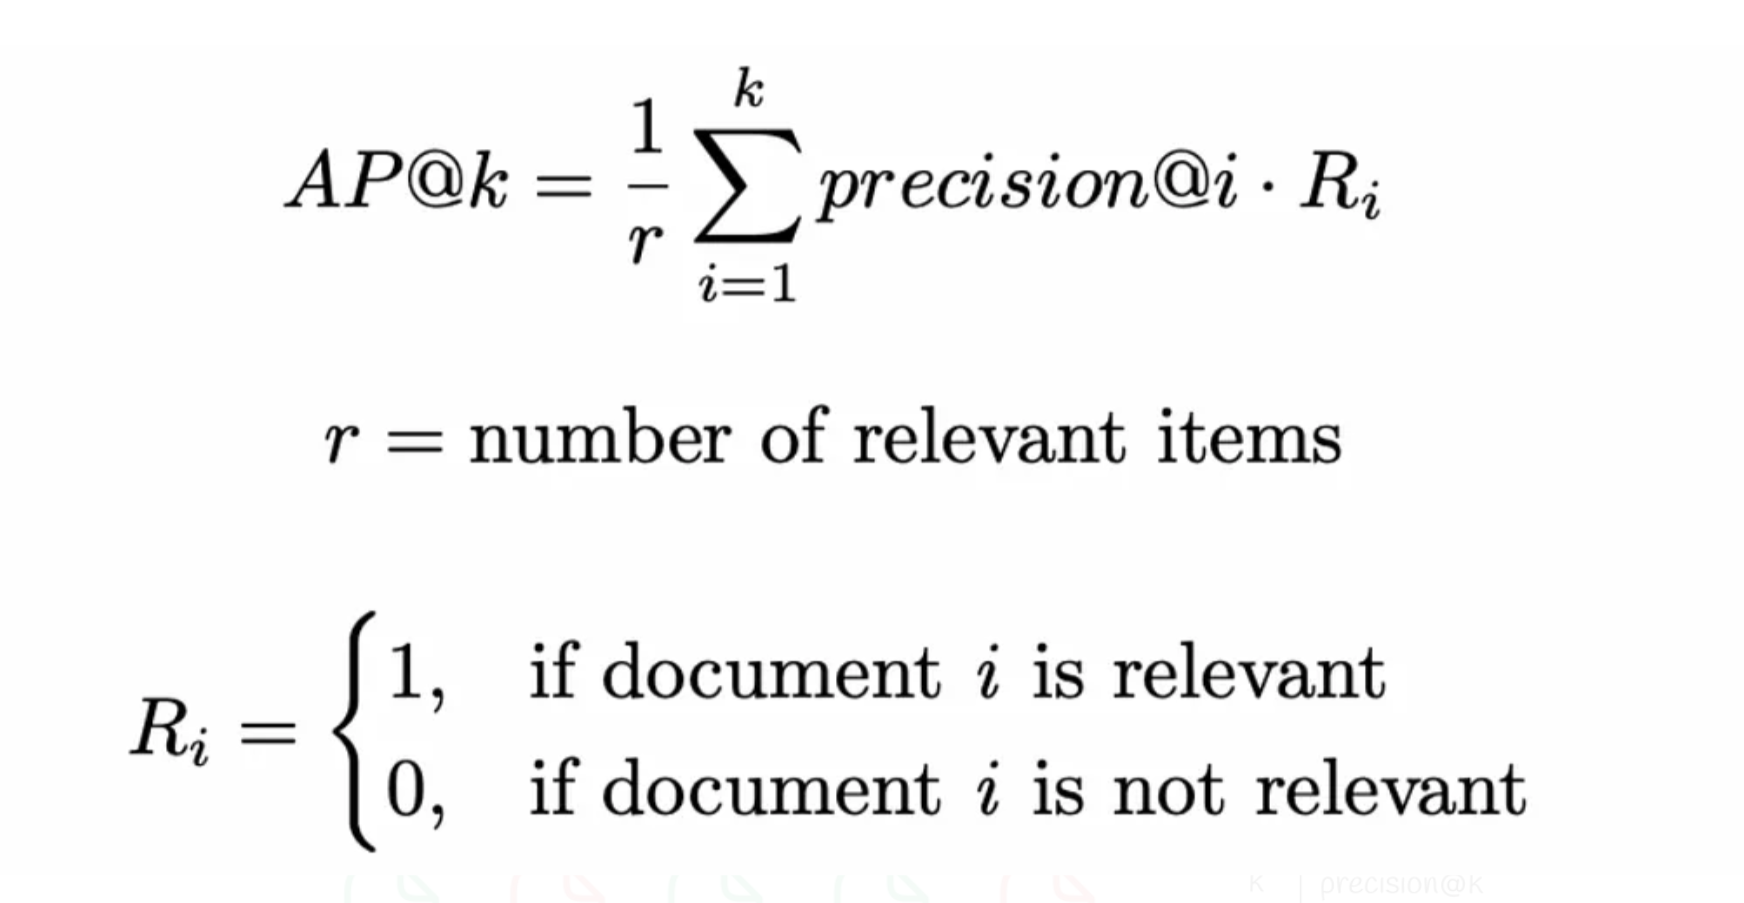 AP@k = \frac{1}{r} \sum_{i=1}^{k} precision@i \cdot R_i
r = number of relevant items
R_i = \begin{cases} 1, & \text{if document } i \text{ is relevant} \\ 0, & \text{if document } i \text{ is not relevant} \end{cases}
K | precision@k